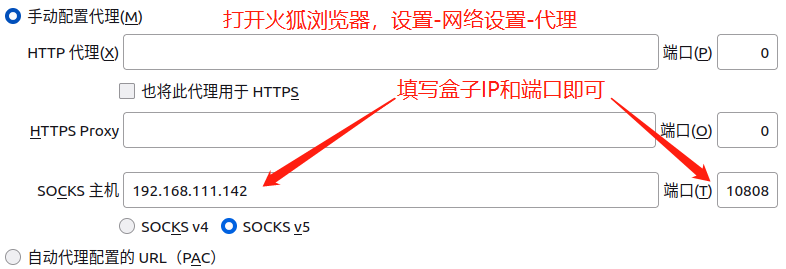 手动配置代理(M) 打开火狐浏览器，设置-网络设置-代理
HTTP 代理(X) 端口(P) 0
也将此代理用于 HTTPS
填写盒子IP和端口即可
HTTPS Proxy 端口(O) 0
SOCKS 主机 192.168.111.142 端口(T) 10808
SOCKS v4 SOCKS v5
自动代理配置的 URL（PAC）